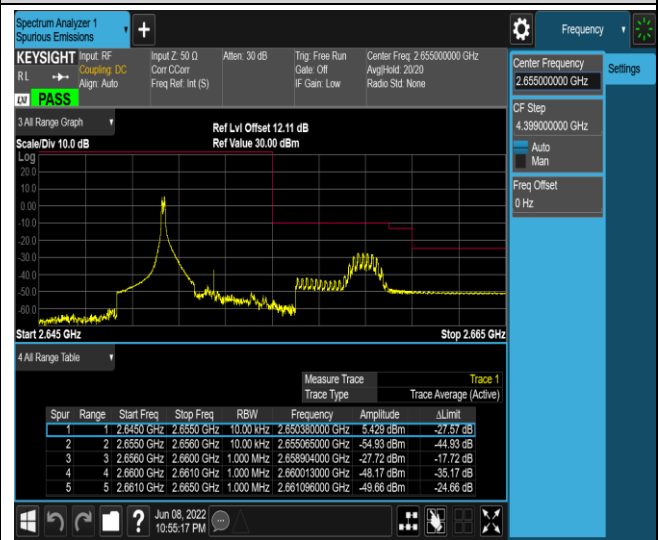 Spectrum Analyzer 1
Spurious Emissions
Frequency
KEYSIGHT
R L
LXI PASS
Input: RF
Coupling: DC
Align: Auto
Input Z: 50 Ω
Corr CCorr
Freq Ref: Int (S)
Atten: 30 dB
Trig: Free Run
Gate: Off
IF Gain: Low
Center Freq: 2.655000000 GHz
Avg|Hold: 20/20
Radio Std: None
Center Frequency
2.655000000 GHz
Settings
CF Step
4.399000000 GHz
Auto
Man
Freq Offset
0 Hz
3 All Range Graph
Scale/Div 10.0 dB
Ref Lvl Offset 12.11 dB
Ref Value 30.00 dBm
Log
20.0
10.0
0.00
-10.0
-20.0
-30.0
-40.0
-50.0
-60.0
Start 2.645 GHz
Stop 2.665 GHz
4 All Range Table
Measure Trace Trace 1
Trace Type Trace Average (Active)
Spur Range Start Freq Stop Freq RBW Frequency Amplitude ΔLimit
1 1 2.6450 GHz 2.6550 GHz 10.00 kHz 2.650380000 GHz 5.429 dBm -27.57 dB
2 2 2.6550 GHz 2.6560 GHz 10.00 kHz 2.655065000 GHz -54.93 dBm -44.93 dB
3 3 2.6560 GHz 2.6600 GHz 1.000 MHz 2.658904000 GHz -27.72 dBm -17.72 dB
4 4 2.6600 GHz 2.6610 GHz 1.000 MHz 2.660013000 GHz -48.17 dBm -35.17 dB
5 5 2.6610 GHz 2.6650 GHz 1.000 MHz 2.661096000 GHz -49.66 dBm -24.66 dB
Jun 08, 2022
10:55:17 PM